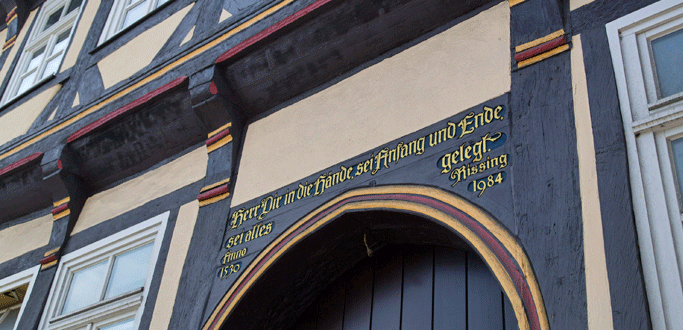 Herr Dir in die Hände, sei Anfang und Ende,
sei alles
gelegt.
Anno
1530
Rissing
1984